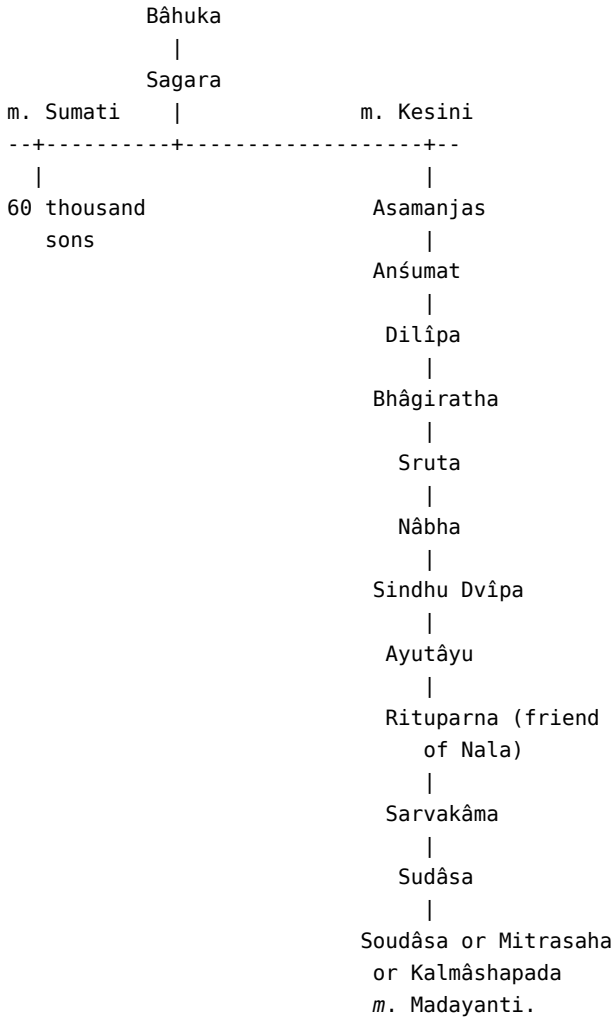 Bâhuka
|
Sagara
m. Sumati | m. Kesini
--+----------+-------------------+--
| |
60 thousand Asamanjas
sons |
Anśumat
|
Dilîpa
|
Bhâgiratha
|
Sruta
|
Nâbha
|
Sindhu Dvîpa
|
Ayutâyu
|
Rituparna (friend
of Nala)
|
Sarvakâma
|
Sudâsa
|
Soudâsa or Mitrasaha
or Kalmâshapada
m. Madayanti.